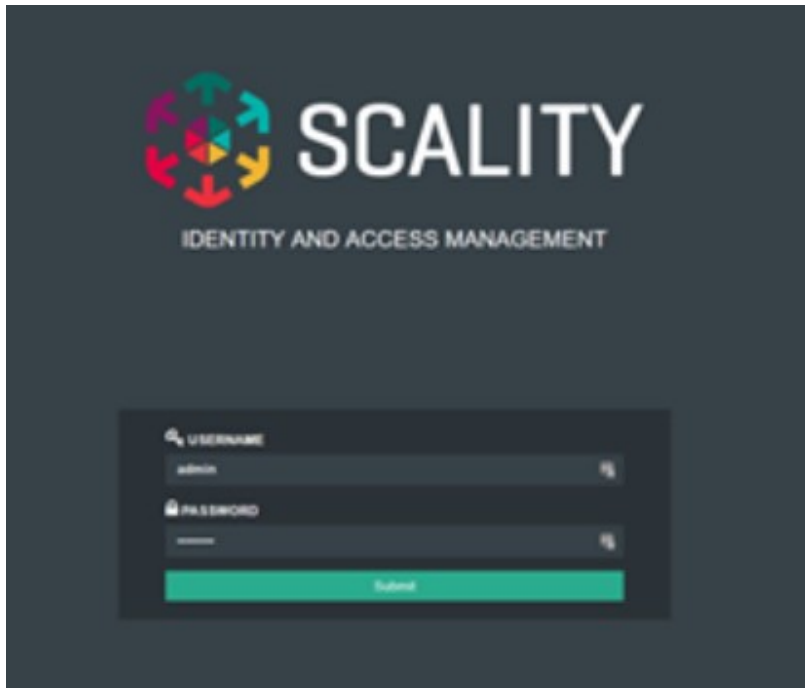 SCALITY
IDENTITY AND ACCESS MANAGEMENT
USERNAME
admin
PASSWORD
Submit